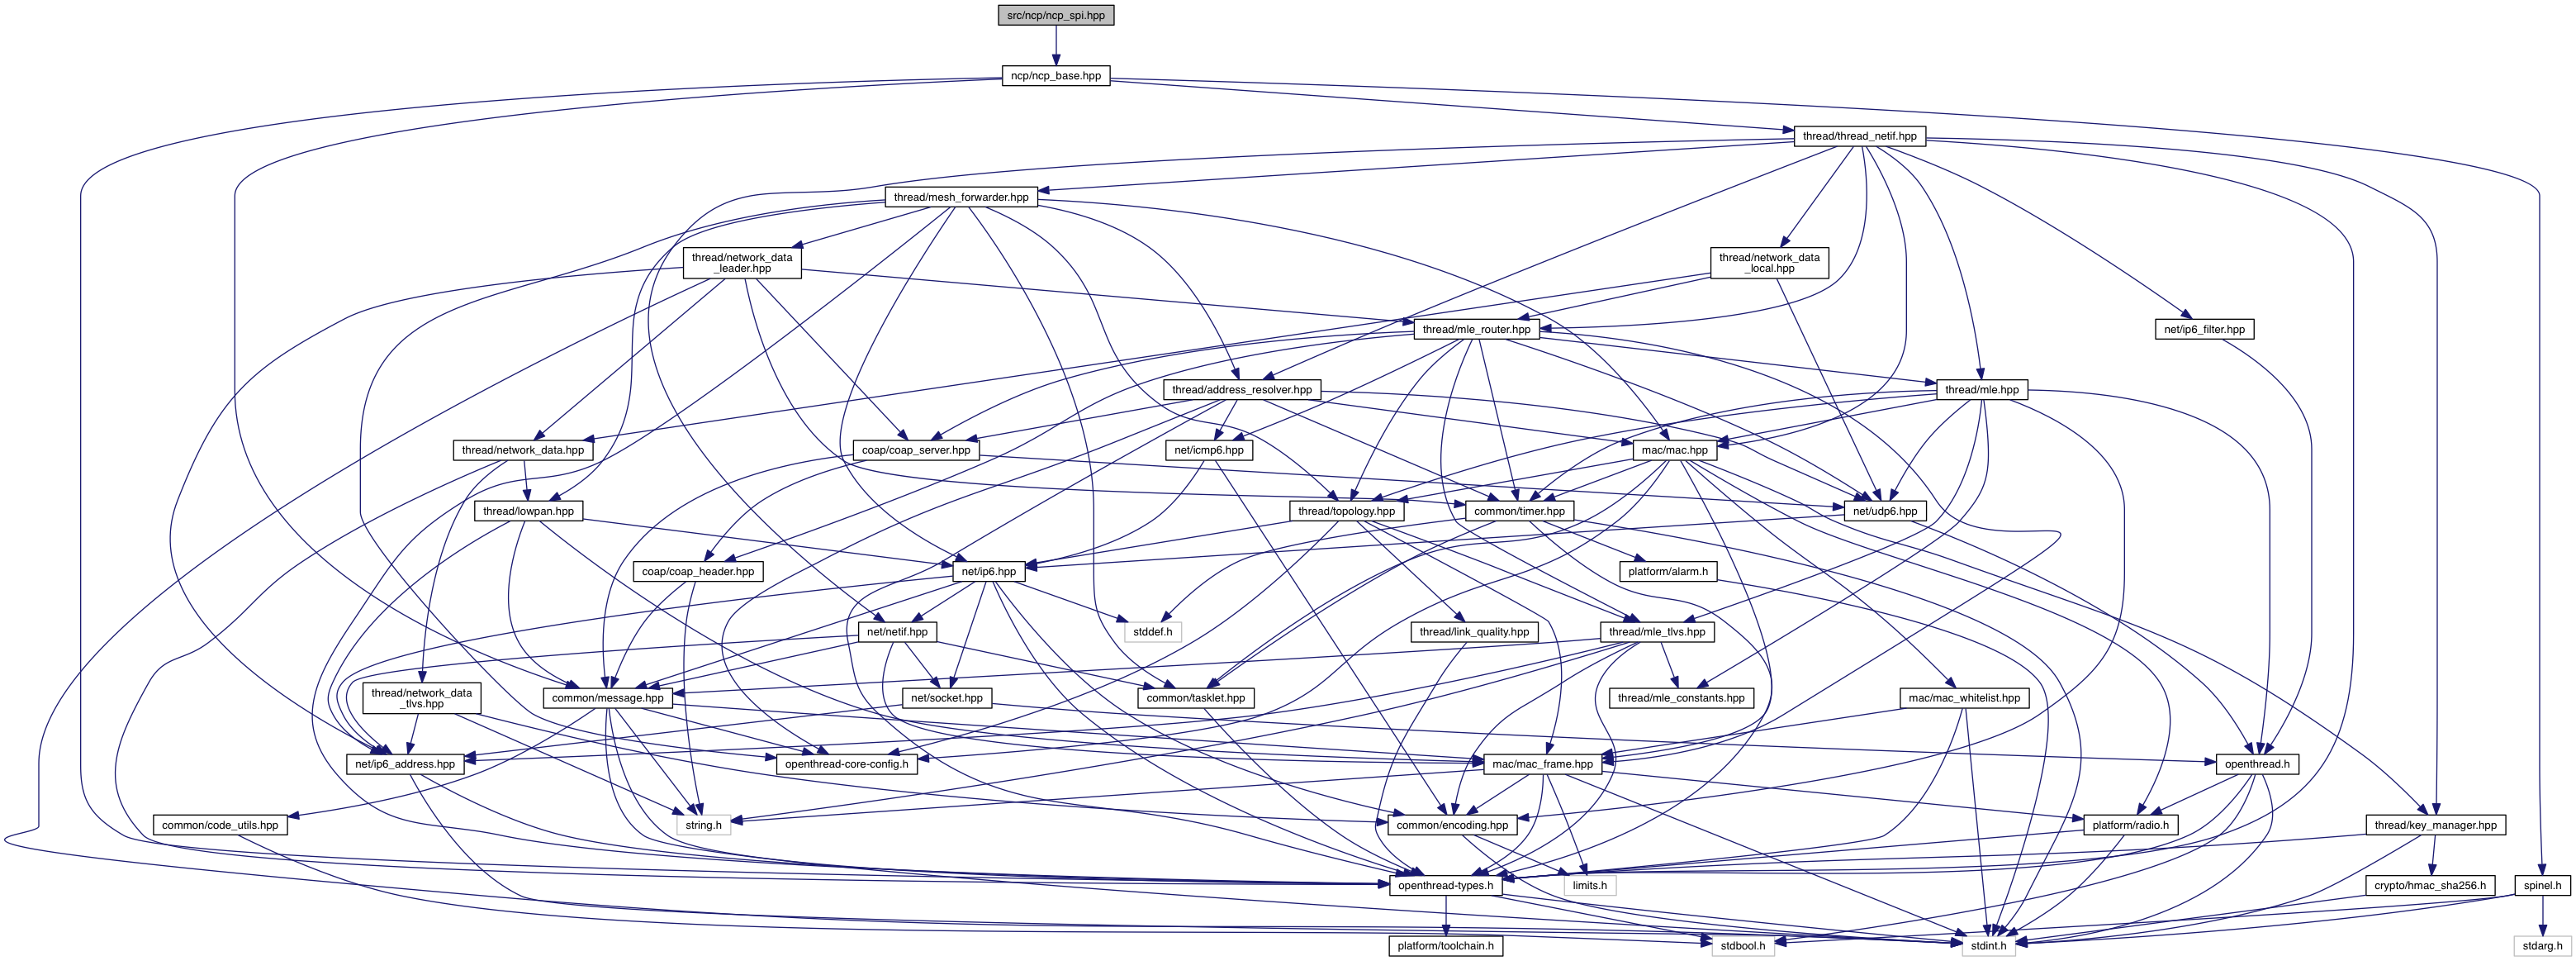 src/ncp/ncp_spi.hpp
ncp/ncp_base.hpp
thread/thread_netif.hpp
thread/mesh_forwarder.hpp
thread/network_data
_leader.hpp
thread/network_data
_local.hpp
thread/mle_router.hpp
net/ip6_filter.hpp
thread/address_resolver.hpp
thread/mle.hpp
thread/network_data.hpp
coap/coap_server.hpp
net/icmp6.hpp
mac/mac.hpp
thread/lowpan.hpp
thread/topology.hpp
common/timer.hpp
net/udp6.hpp
coap/coap_header.hpp
net/ip6.hpp
platform/alarm.h
net/netif.hpp
stddef.h
thread/link_quality.hpp
thread/mle_tlvs.hpp
thread/network_data
_tlvs.hpp
common/message.hpp
net/socket.hpp
common/tasklet.hpp
thread/mle_constants.hpp
mac/mac_whitelist.hpp
net/ip6_address.hpp
openthread-core-config.h
mac/mac_frame.hpp
openthread.h
common/code_utils.hpp
string.h
common/encoding.hpp
platform/radio.h
thread/key_manager.hpp
openthread-types.h
limits.h
crypto/hmac_sha256.h
spinel.h
platform/toolchain.h
stdbool.h
stdint.h
stdarg.h